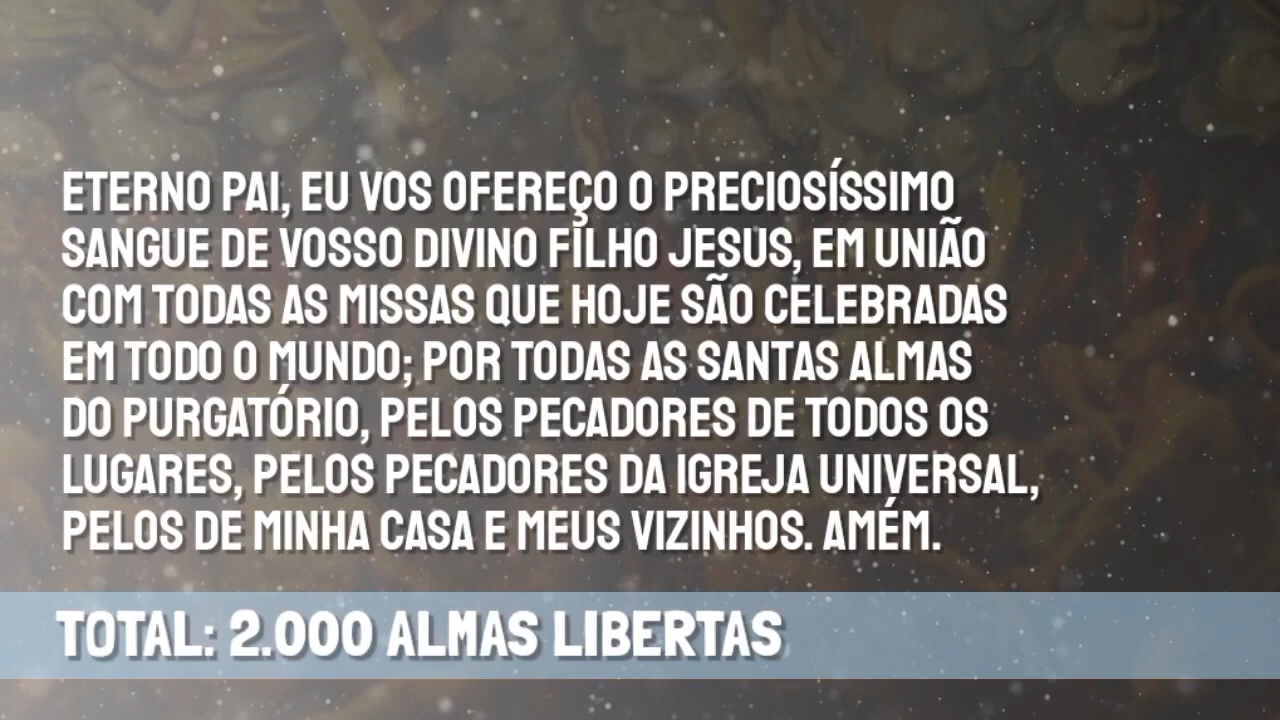 ETERNO PAI, EU VOS OFEREÇO O PRECIOSÍSSIMO
SANGUE DE VOSSO DIVINO FILHO JESUS, EM UNIÃO
COM TODAS AS MISSAS QUE HOJE SÃO CELEBRADAS
EM TODO O MUNDO; POR TODAS AS SANTAS ALMAS
DO PURGATÓRIO, PELOS PECADORES DE TODOS OS
LUGARES, PELOS PECADORES DA IGREJA UNIVERSAL,
PELOS DE MINHA CASA E MEUS VIZINHOS. AMÉM.
TOTAL: 2.000 ALMAS LIBERTAS